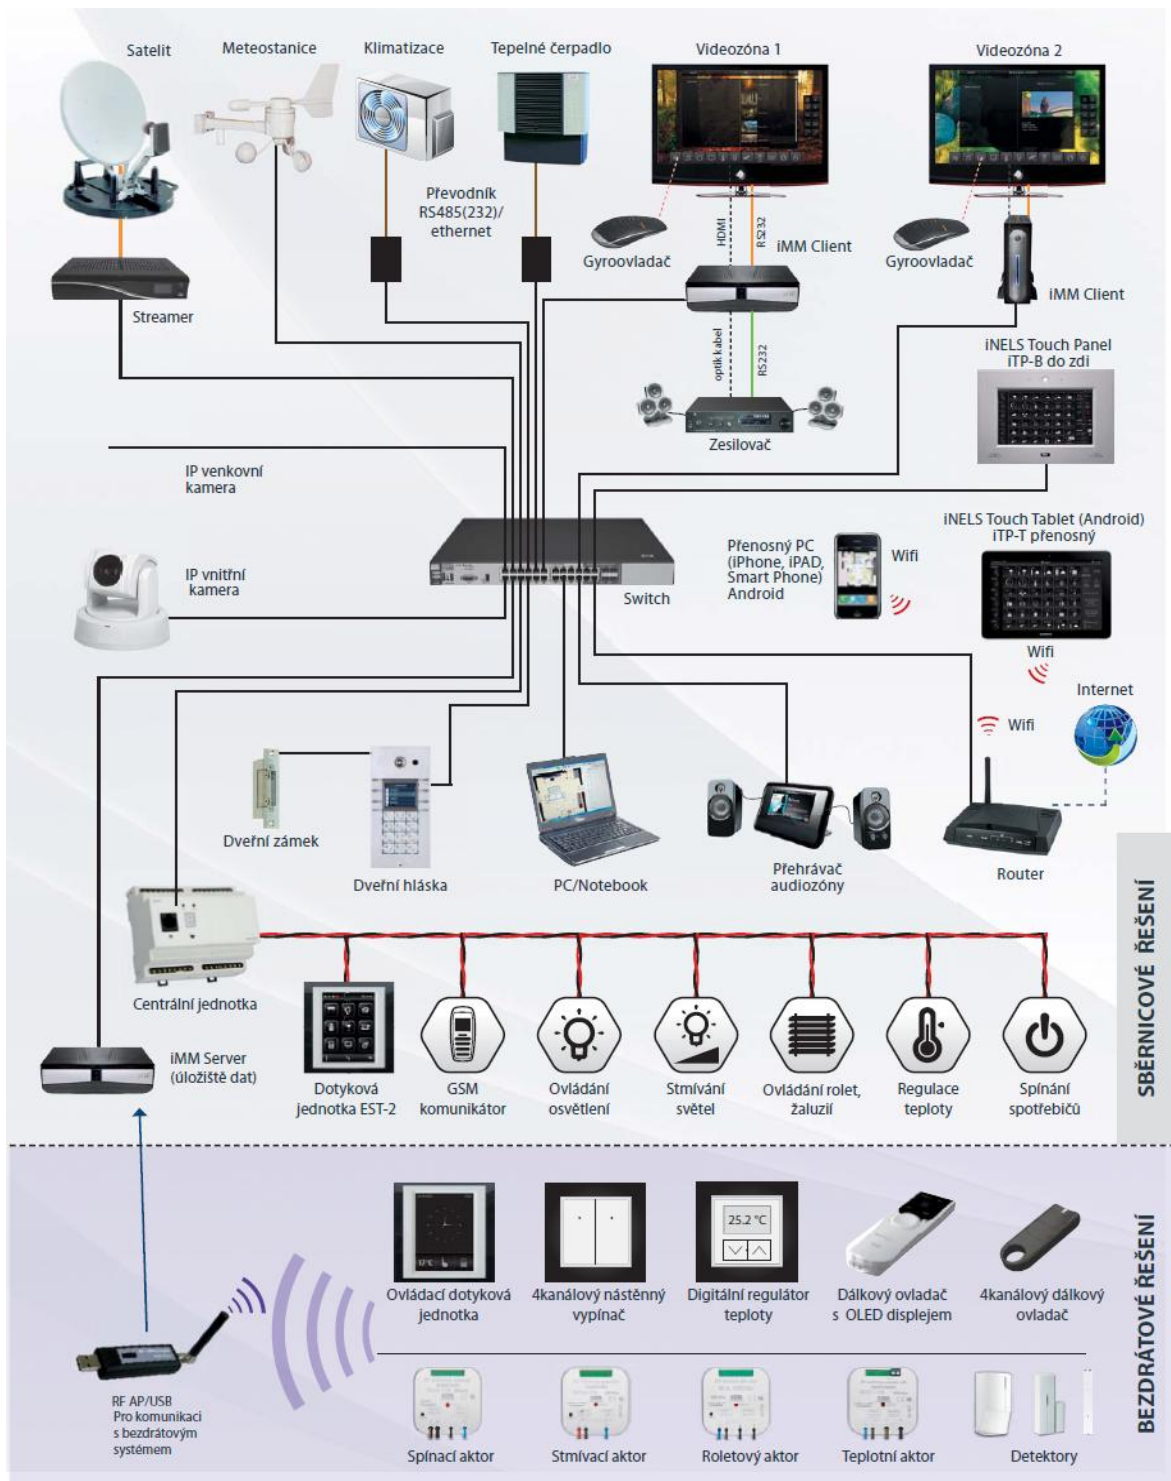 Satelit
Meteostanice
Klimatizace
Tepelné čerpadlo
Videozóna 1
Videozóna 2
Převodník
RS485(232)/
ethernet
HDMI
RS232
iMM Client
Gyroovladač
Gyroovladač
iMM Client
Streamer
optik kabel
RS232
Zesilovač
iNELS Touch Panel
iTP-B do zdi
IP venkovní
kamera
IP vnitřní
kamera
Switch
Přenosný PC
(iPhone, iPAD,
Smart Phone)
Android
Wifi
iNELS Touch Tablet (Android)
iTP-T přenosný
Wifi
Internet
Wifi
Dveřní zámek
Dveřní hláska
PC/Notebook
Přehrávač
audiozóny
Router
SBĚRNICOVÉ ŘEŠENÍ
Centrální jednotka
iMM Server
(úložiště dat)
Dotyková
jednotka EST-2
GSM
komunikátor
Ovládání
osvětlení
Stmívání
světel
Ovládání rolet,
žaluzií
Regulace
teploty
Spínání
spotřebičů
BEZDRÁTOVÉ ŘEŠENÍ
25.2 °C
Ovládací dotyková
jednotka
4kanálový nástěnný
vypínač
Digitální regulátor
teploty
Dálkový ovladač
s OLED displejem
4kanálový dálkový
ovladač
RF AP/USB
Pro komunikaci
s bezdrátovým
systémem
Spínací aktor
Stmívací aktor
Roletový aktor
Teplotní aktor
Detektory